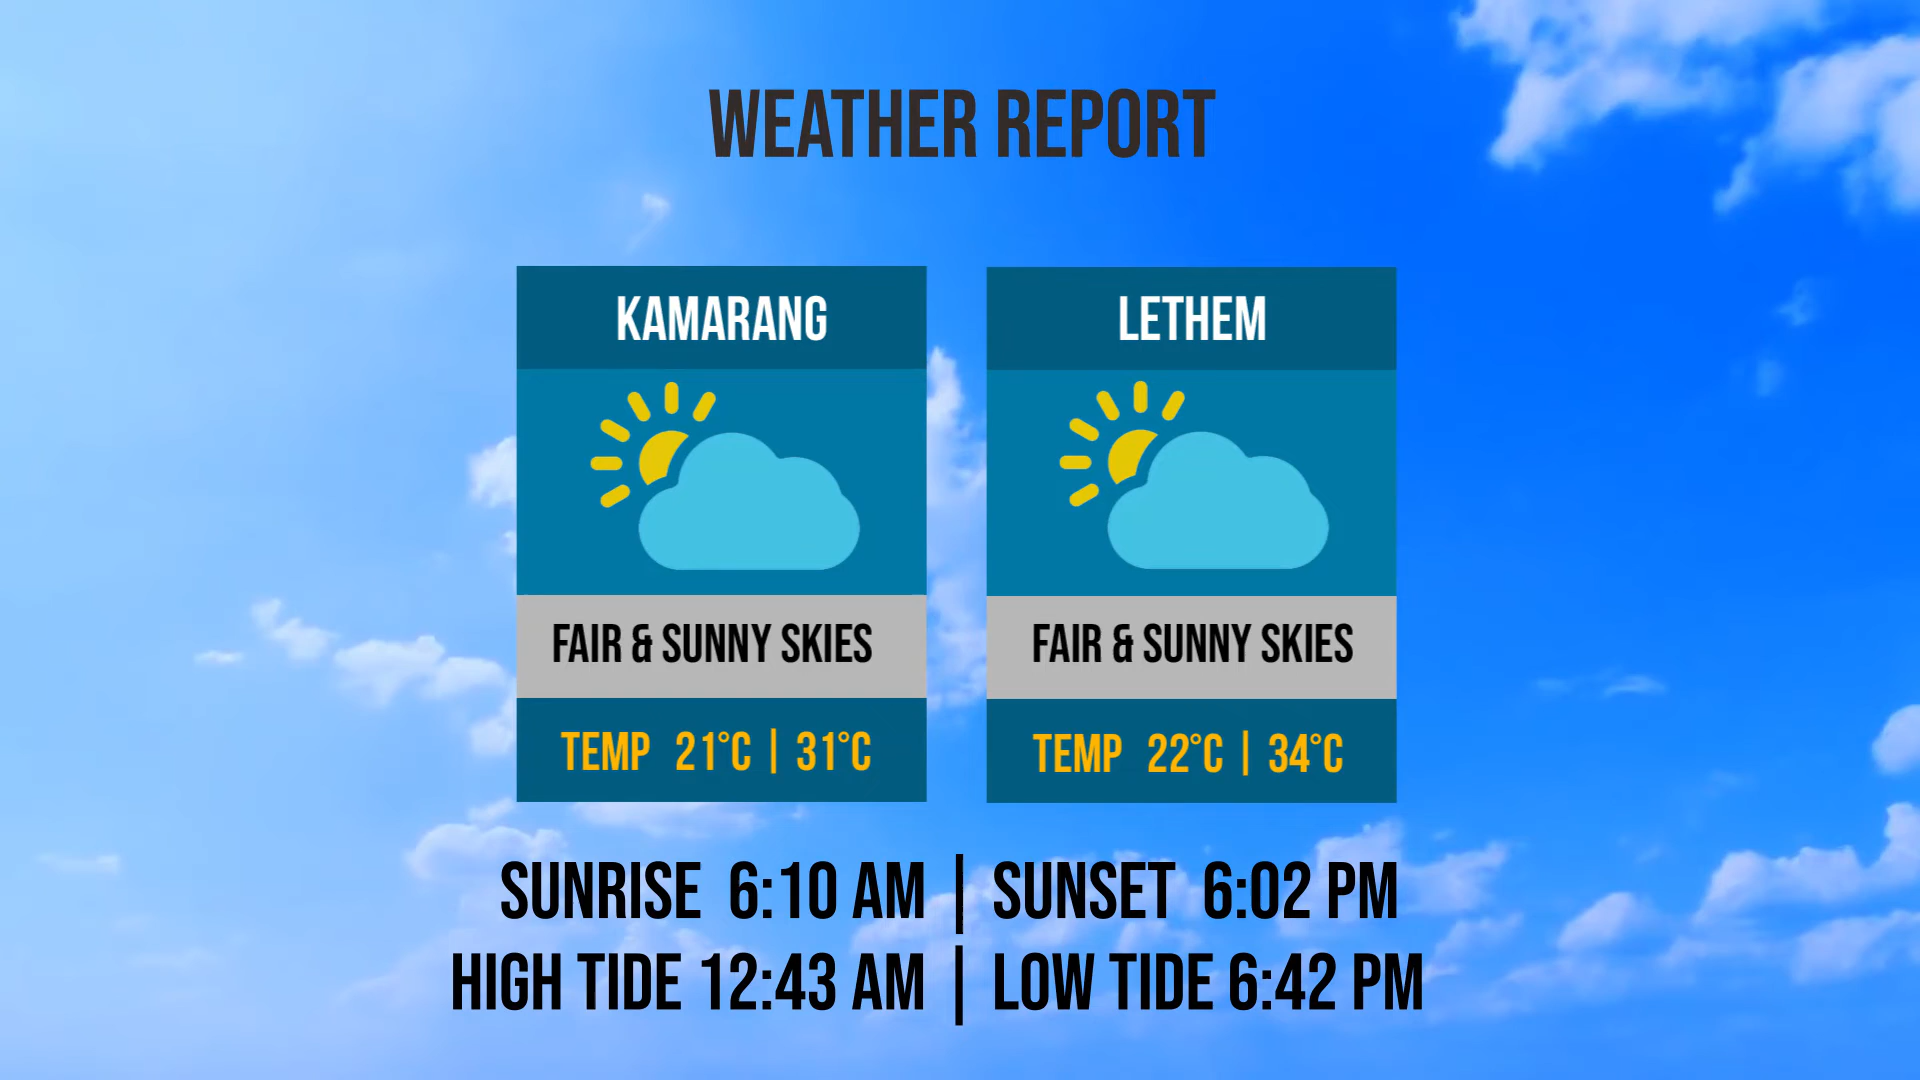 WEATHER REPORT
KAMARANG
FAIR & SUNNY SKIES
TEMP 21°C | 31°C
LETHEM
FAIR & SUNNY SKIES
TEMP 22°C | 34°C
SUNRISE 6:10 AM | SUNSET 6:02 PM
HIGH TIDE 12:43 AM | LOW TIDE 6:42 PM